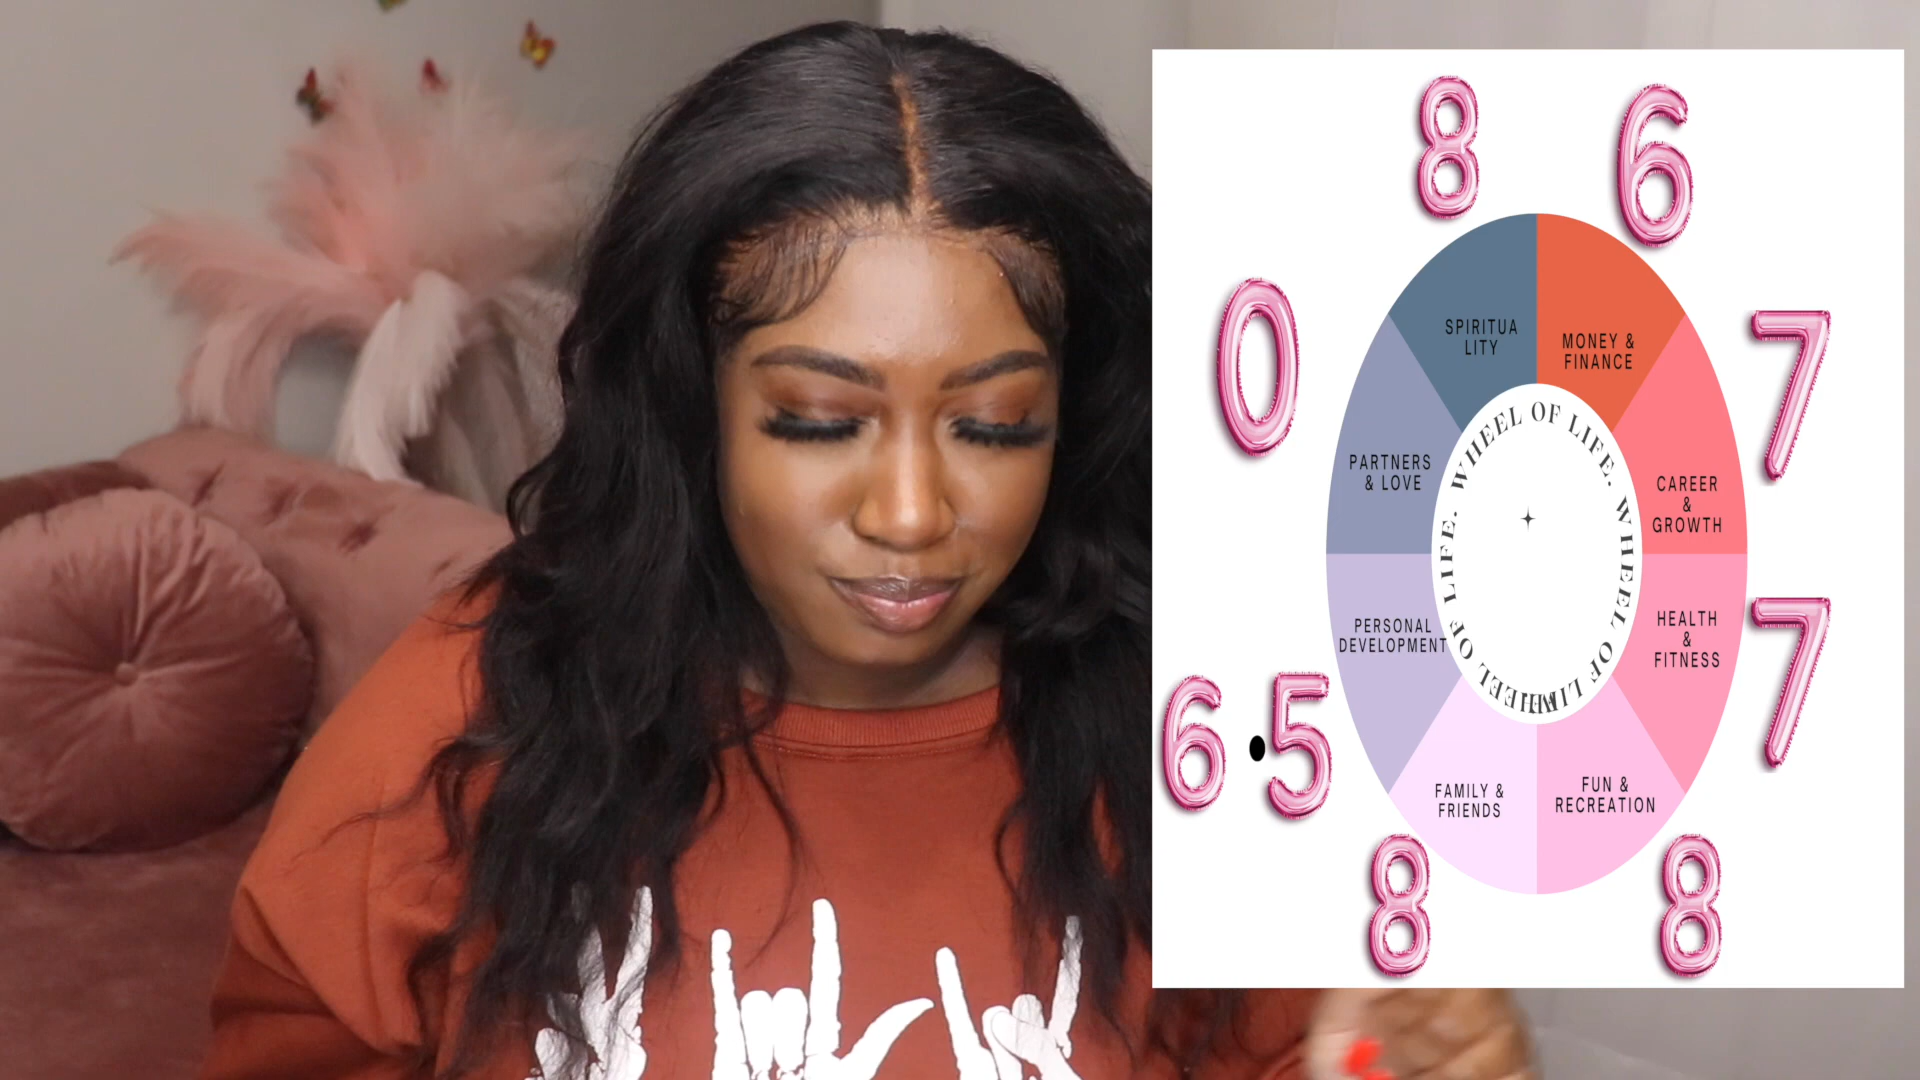 8
6
0
7
SPIRITUA
LITY
MONEY &
FINANCE
PARTNERS
& LOVE
CAREER
&
GROWTH
WHEEL OF LIFE. WHEEL OF LIFE. WHEEL OF LIFE.
PERSONAL
DEVELOPMENT
HEALTH
&
FITNESS
7
6.5
FAMILY &
FRIENDS
FUN &
RECREATION
8
8